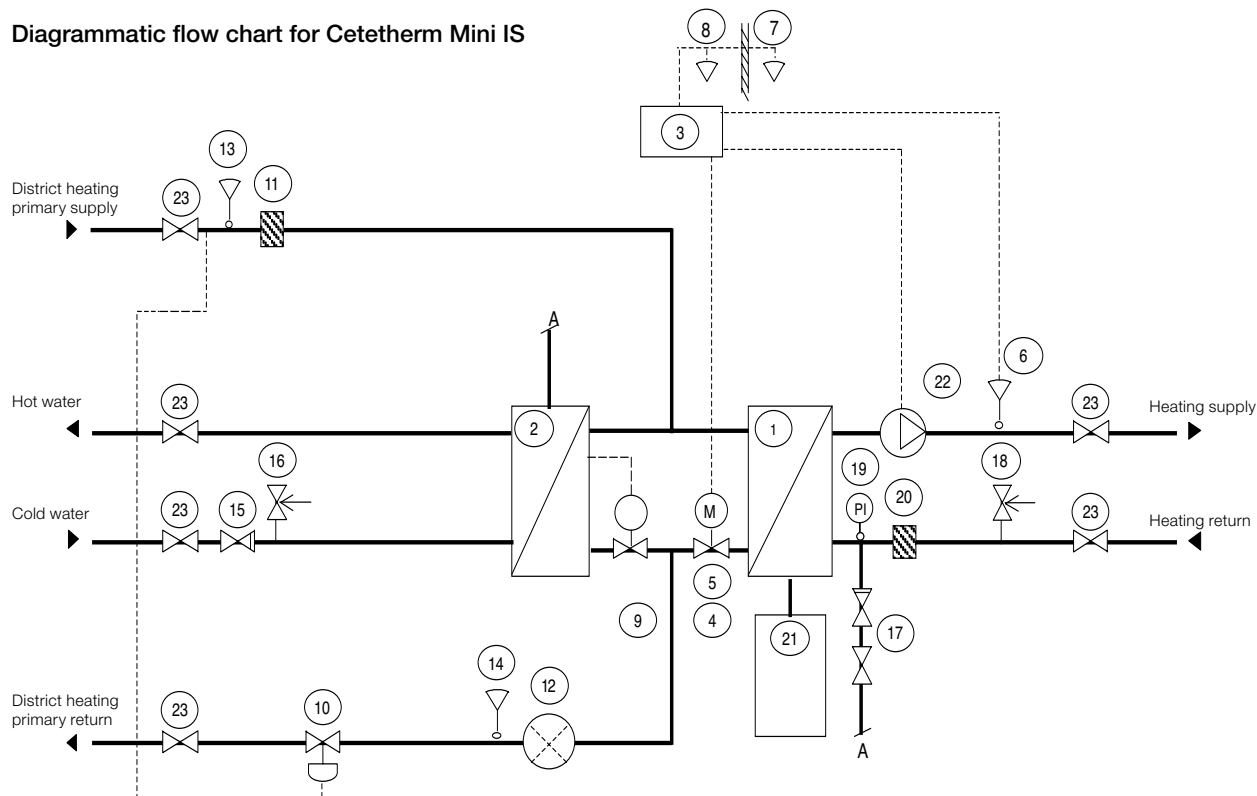 Diagrammatic flow chart for Cetetherm Mini IS
8
7
3
13
11
23
District heating
primary supply
A
6
22
23
Hot water
23
2
1
Heating supply
16
19
18
20
Cold water
23
15
M
PI
23
Heating return
5
9
4
21
17
14
12
District heating
primary return
23
10
A